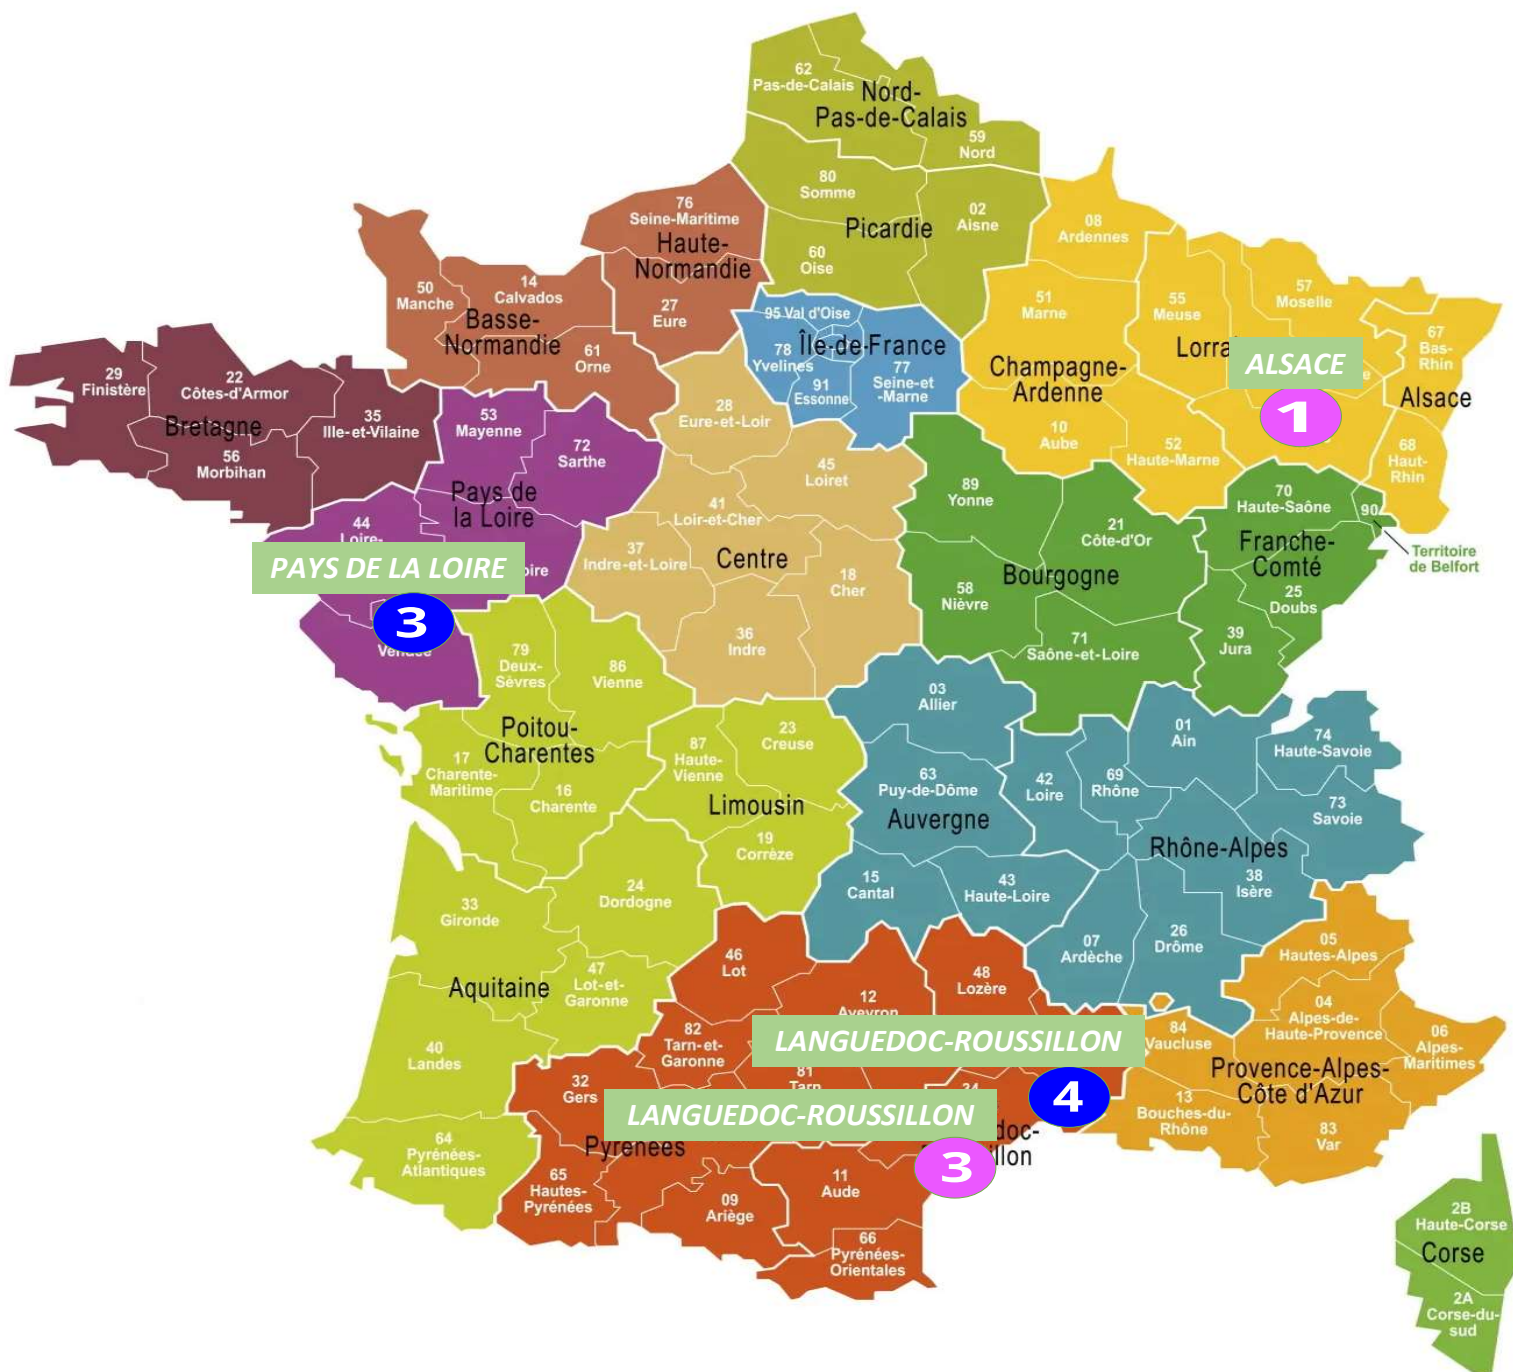 62
Pas-de-Calais
Nord-
Pas-de-Calais
59
Nord
80
Somme
02
Aisne
Picardie
60
Oise
76
Seine-Maritime
Haute-
Normandie
27
Eure
08
Ardennes
51
Marne
55
Meuse
57
Moselle
Lorrai
67
Bas-
Rhin
Alsace
68
Haut-
Rhin
ALSACE
1
Champagne-
Ardenne
10
Aube
52
Haute-Marne
50
Manche
14
Calvados
Basse-
Normandie
61
Orne
95 Val d'Oise
Île-de-France
78
Yvelines
91
Essonne
77
Seine-et
-Marne
29
Finistère
22
Côtes-d'Armor
Bretagne
35
Ille-et-Vilaine
56
Morbihan
53
Mayenne
72
Sarthe
Pays de
la Loire
44
Loire-
oire
PAYS DE LA LOIRE
3
Vendée
28
Eure-et-Loir
45
Loiret
41
Loir-et-Cher
37
Indre-et-Loire
Centre
18
Cher
36
Indre
89
Yonne
21
Côte-d'Or
Bourgogne
58
Nièvre
71
Saône-et-Loire
70
Haute-Saône
90
Territoire
de Belfort
Franche-
Comté
25
Doubs
39
Jura
79
Deux-
Sèvres
86
Vienne
Poitou-
Charentes
17
Charente-
Maritime
16
Charente
87
Haute-
Vienne
23
Creuse
Limousin
19
Corrèze
03
Allier
63
Puy-de-Dôme
Auvergne
15
Cantal
43
Haute-Loire
01
Ain
74
Haute-Savoie
42
Loire
69
Rhône
73
Savoie
Rhône-Alpes
38
Isère
07
Ardèche
26
Drôme
33
Gironde
24
Dordogne
Aquitaine
47
Lot-et-
Garonne
40
Landes
64
Pyrénées-
Atlantiques
46
Lot
12
Aveyron
48
Lozère
82
Tarn-et-
Garonne
81
Tarn
32
Gers
LANGUEDOC-ROUSSILLON
4
34
LANGUEDOC-ROUSSILLON
3
Pyrénées
doc-
illon
65
Hautes-
Pyrénées
09
Ariège
11
Aude
66
Pyrénées-
Orientales
05
Hautes-Alpes
04
Alpes-de-
Haute-Provence
06
Alpes-
Maritimes
84
Vaucluse
Provence-Alpes-
Côte d'Azur
13
Bouches-du-
Rhône
83
Var
2B
Haute-Corse
Corse
2A
Corse-du-
sud